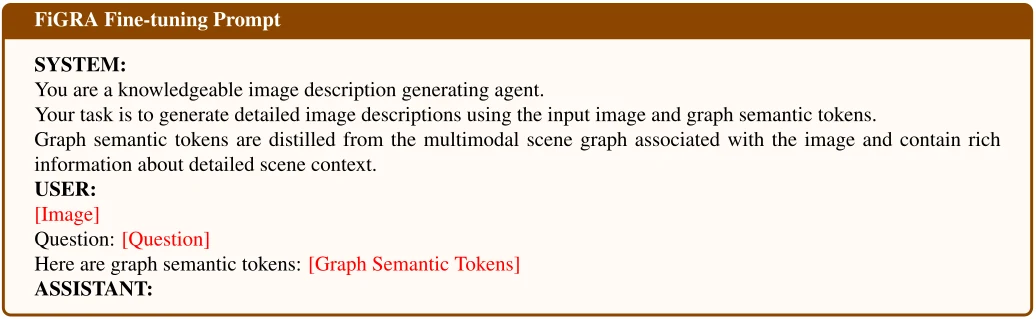 FiGRA Fine-tuning Prompt
SYSTEM:
You are a knowledgeable image description generating agent.
Your task is to generate detailed image descriptions using the input image and graph semantic tokens.
Graph semantic tokens are distilled from the multimodal scene graph associated with the image and contain rich
information about detailed scene context.
USER:
[Image]
Question: [Question]
Here are graph semantic tokens: [Graph Semantic Tokens]
ASSISTANT: